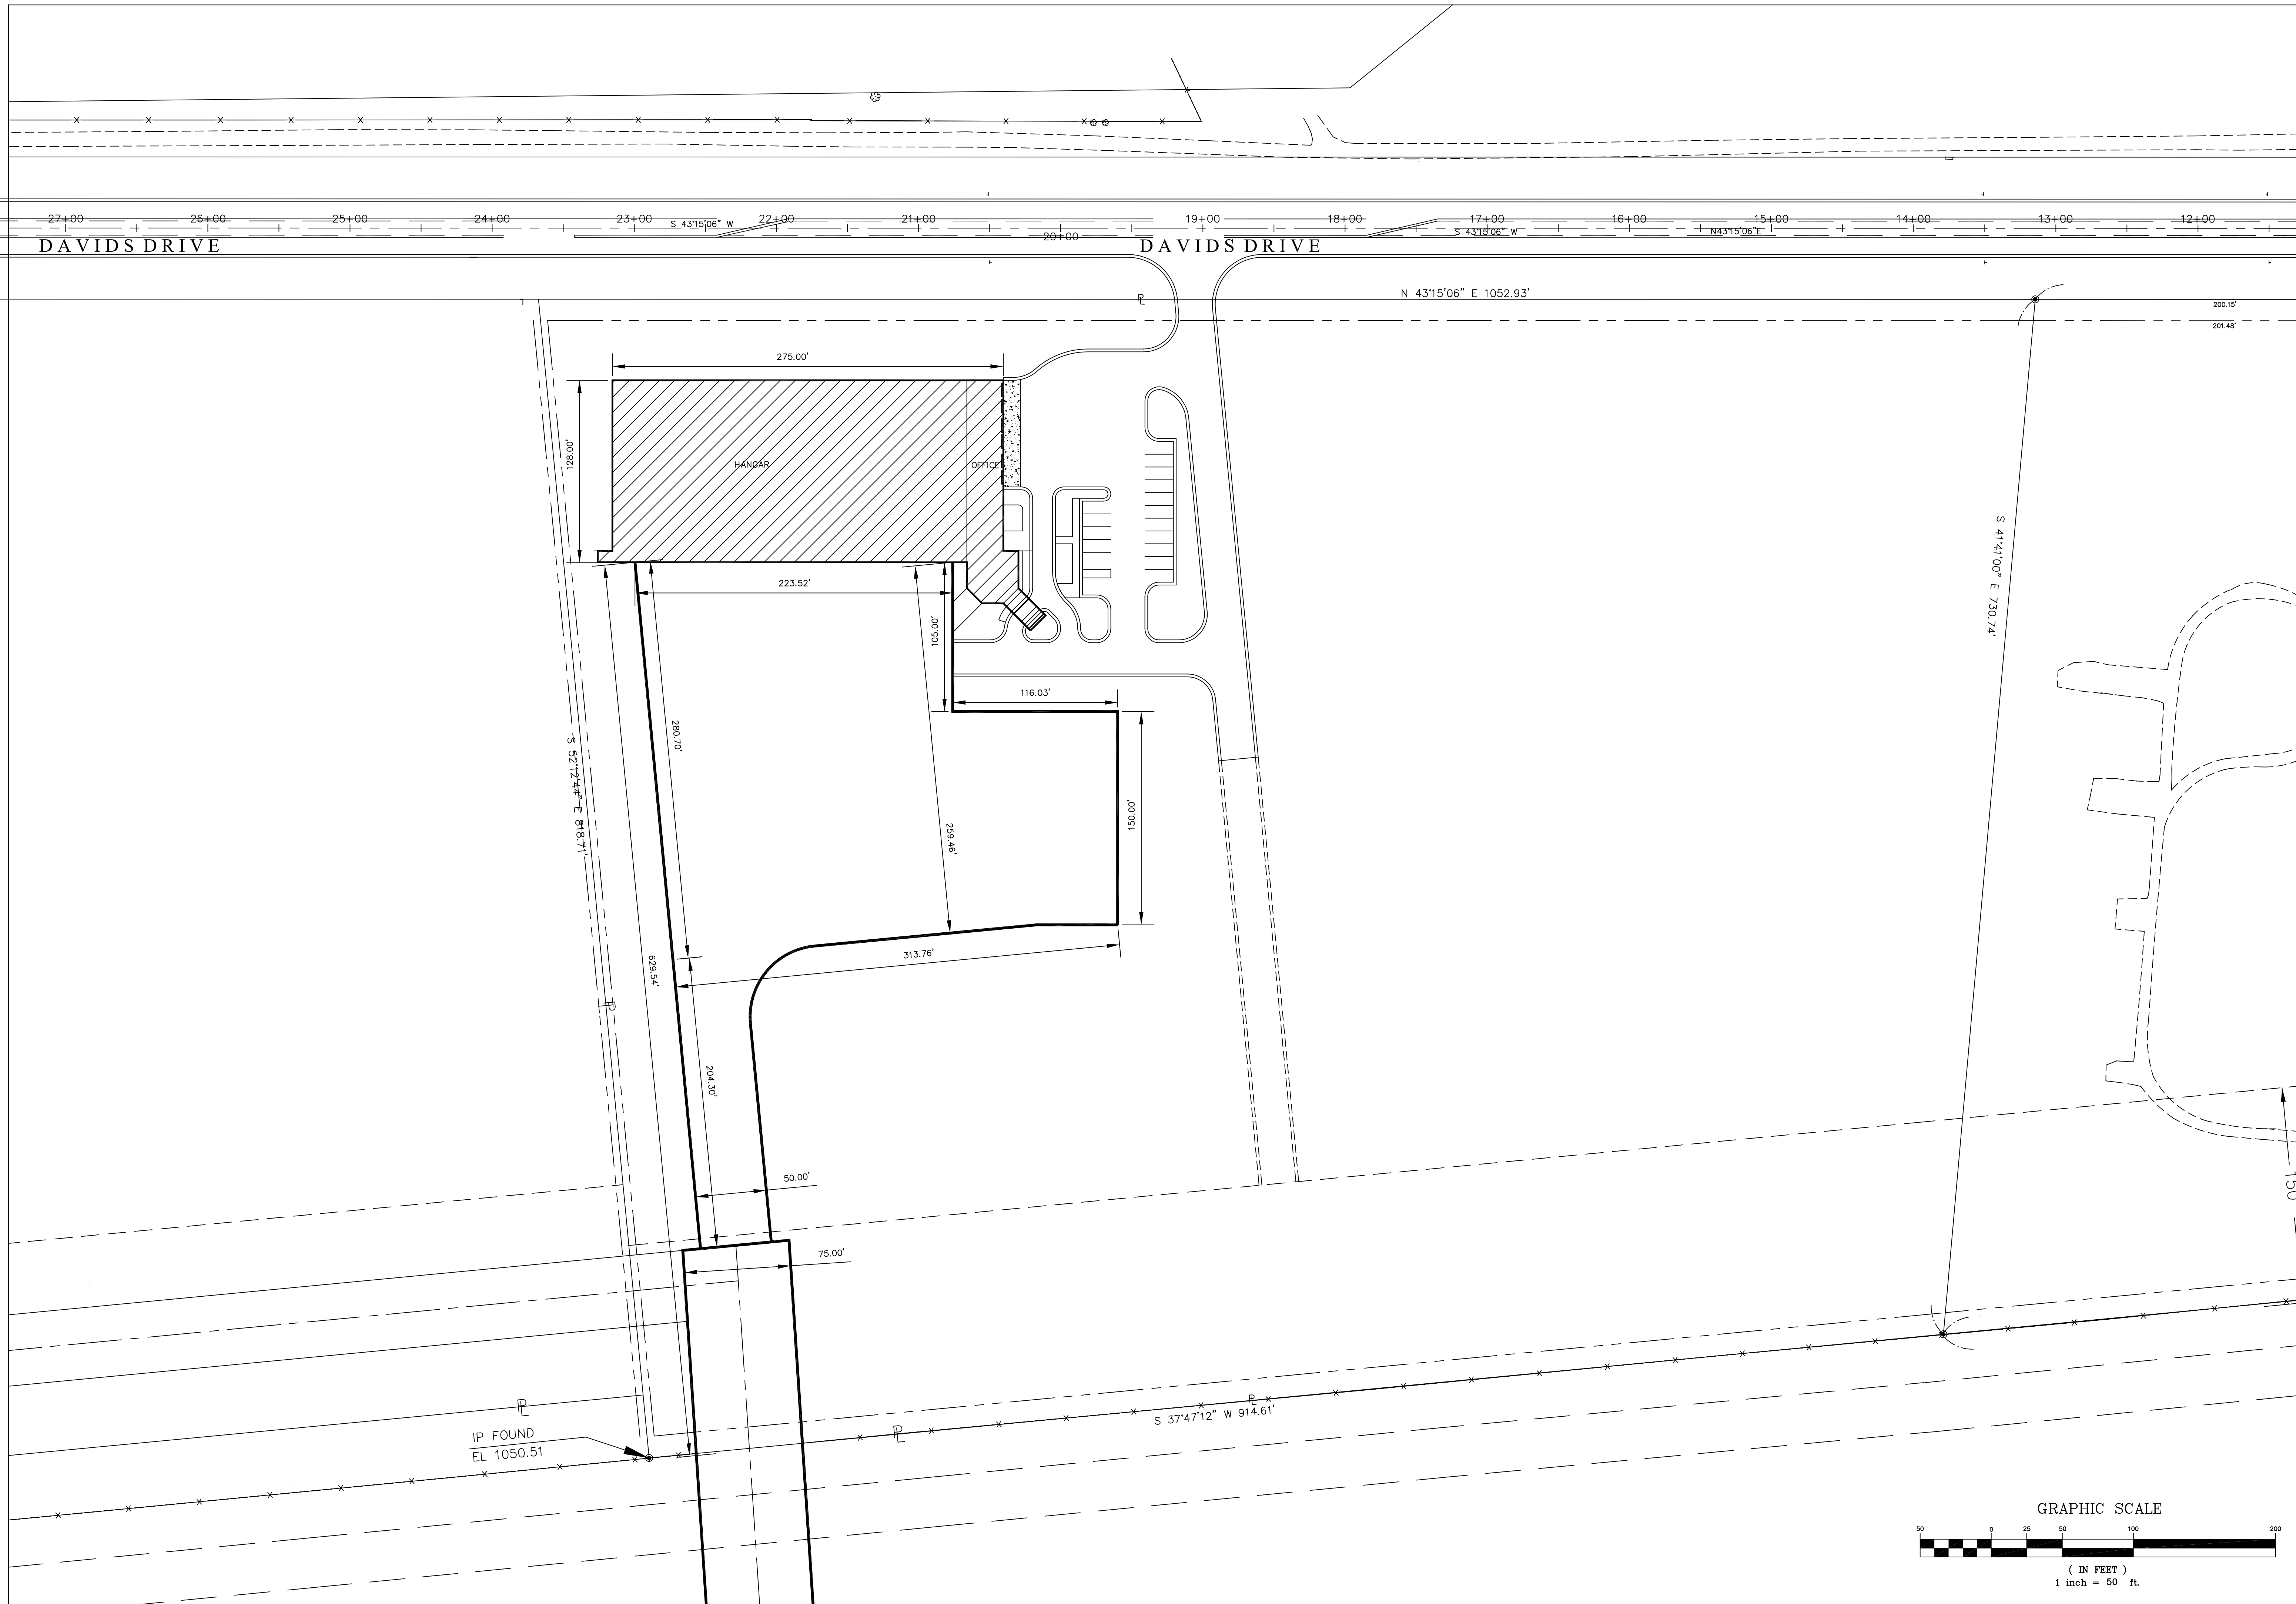 27+00
26+00
25+00
24+00
23+00
22+00
21+00
20+00
19+00
18+00
17+00
16+00
15+00
14+00
13+00
12+00
S 43°15'06" W
S 43°15'06" W
N43°15'06"E
DAVIDS DRIVE
DAVIDS DRIVE
PL
N 43°15'06" E 1052.93'
200.15'
201.48'
275.00'
128.00'
HANGAR
OFFICE
223.52'
105.00'
116.03'
150.00'
280.70'
259.46'
313.76'
204.30'
629.54'
50.00'
75.00'
S 52°12'44" E 818.71'
PL
S 41°41'00" E 730.74'
150
PL
IP FOUND
EL 1050.51
PL
PL
S 37°47'12" W 914.61'
GRAPHIC SCALE
50 0 25 50 100 200
( IN FEET )
1 inch = 50 ft.